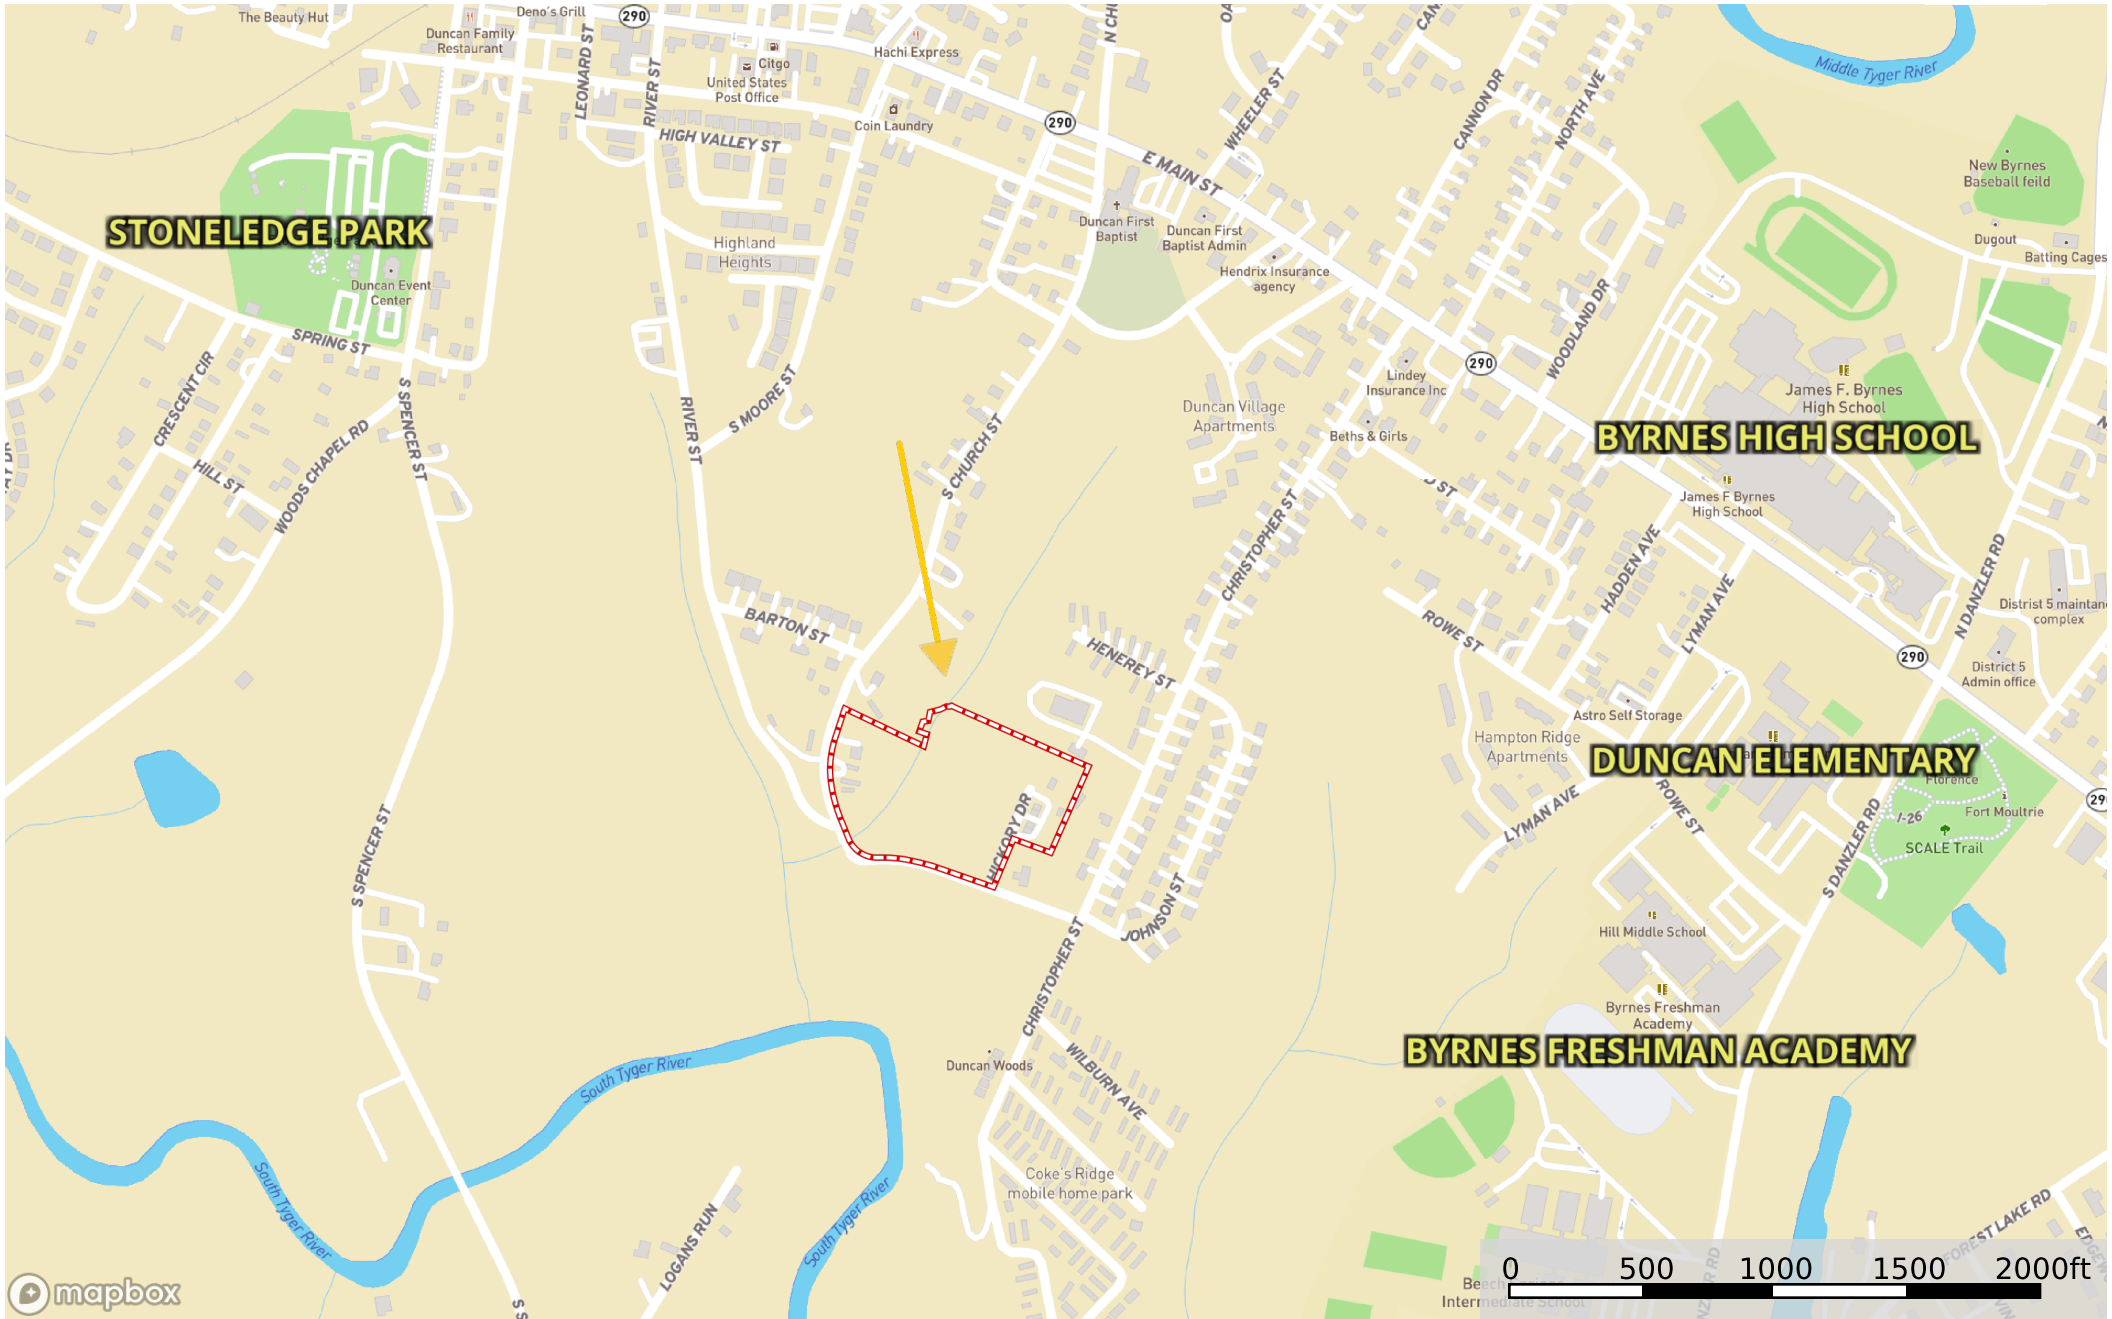 The Beauty Hut
Deno's Grill
290
Duncan Family
Restaurant
LEONARD ST
RIVER ST
Citgo
United States
Post Office
Hachi Express
N CHU
Coin Laundry
HIGH VALLEY ST
290
E MAIN ST
WHEELER ST
CANNON DR
NORTH AVE
Middle Tyger River
New Byrnes
Baseball feild
STONELEDGE PARK
Duncan Event
Center
SPRING ST
Highland
Heights
Duncan First
Baptist
Duncan First
Baptist Admin
Hendrix Insurance
agency
Dugout
Batting Cages
WOODLAND DR
290
CRESCENT CIR
HILL ST
WOODS CHAPEL RD
S SPENCER ST
RIVER ST
S MOORE ST
S CHURCH ST
Duncan Village
Apartments
Lindey
Insurance Inc
Beths & Girls
James F. Byrnes
High School
BYRNES HIGH SCHOOL
James F Byrnes
High School
D ST
CHRISTOPHER ST
HADDEN AVE
LYMAN AVE
N DANZLER RD
BARTON ST
HENEREY ST
ROWE ST
290
District 5 maintan
complex
District 5
Admin office
Astro Self Storage
Hampton Ridge
Apartments
DUNCAN ELEMENTARY
Florence
Fort Moultrie
I-26
SCALE Trail
290
HICKORY DR
LYMAN AVE
ROWE ST
S DANZLER RD
S SPENCER ST
JOHNSON ST
CHRISTOPHER ST
Hill Middle School
Byrnes Freshman
Academy
BYRNES FRESHMAN ACADEMY
South Tyger River
Duncan Woods
WILBURN AVE
South Tyger River
South Tyger River
Coke's Ridge
mobile home park
LOGANS RUN
FOREST LAKE RD
Intermediate School
0 500 1000 1500 2000ft
mapbox